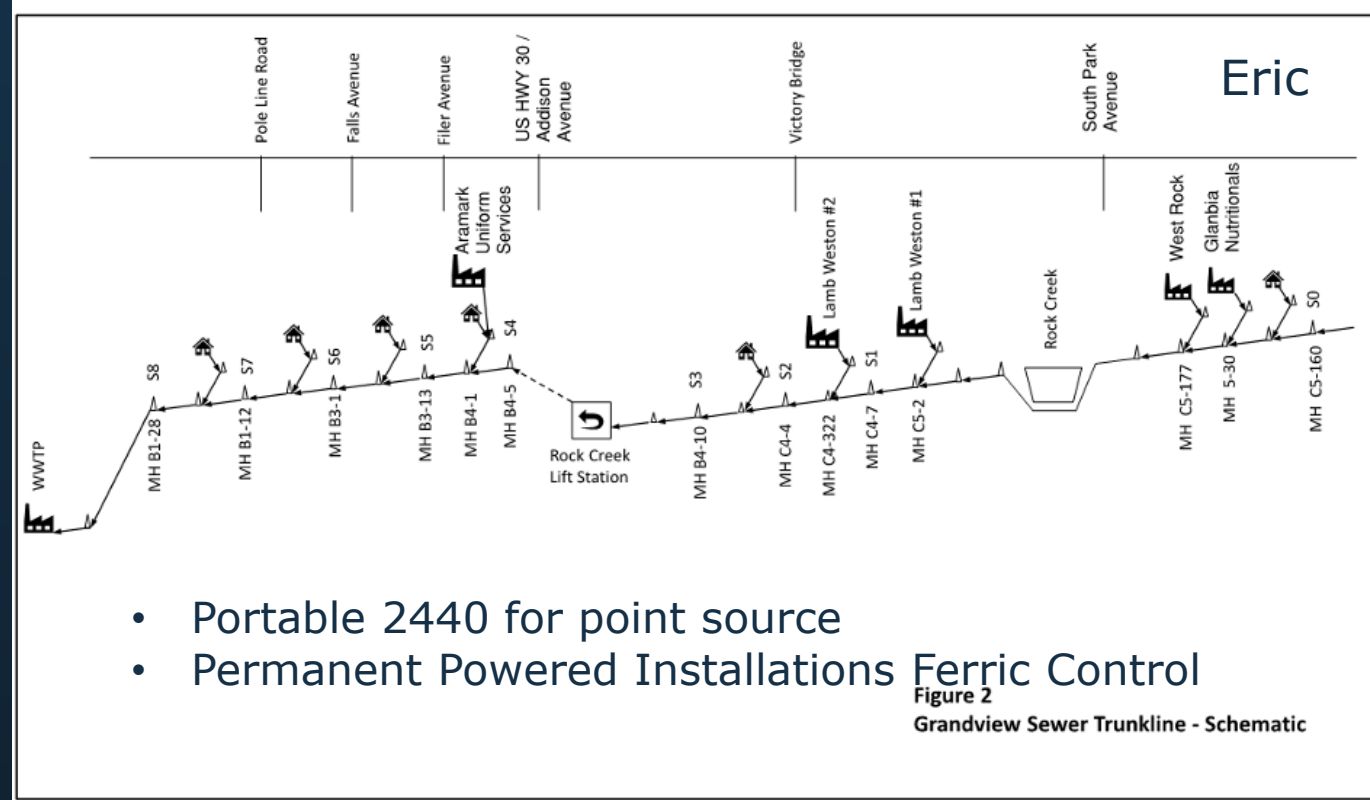 Eric
Pole Line Road
Falls Avenue
Filer Avenue
US HWY 30 /
Addison
Avenue
Victory Bridge
South Park
Avenue
Aramark
Uniform
Services
Lamb Weston #2
Lamb Weston #1
Rock Creek
West Rock
Glanbia
Nutritionals
WWTP
S8
S7
S6
S5
S4
S3
S2
S1
S0
MH B1-28
MH B1-12
MH B3-1
MH B3-13
MH B4-1
MH B4-5
Rock Creek
Lift Station
MH B4-10
MH C4-4
MH C4-322
MH C4-7
MH C5-2
MH C5-177
MH 5-30
MH C5-160
• Portable 2440 for point source
• Permanent Powered Installations Ferric Control
Figure 2
Grandview Sewer Trunkline - Schematic